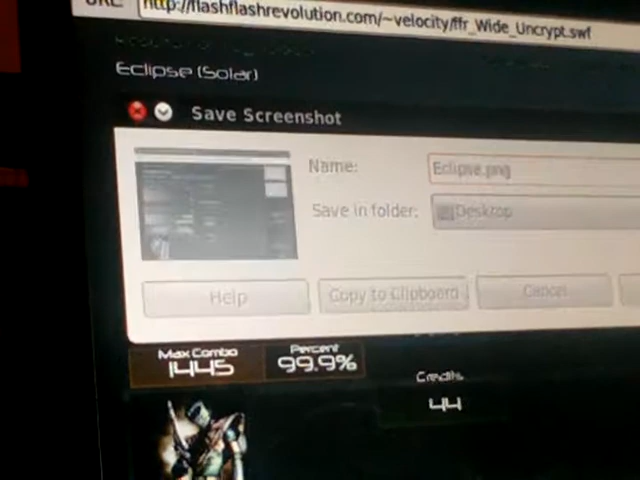 URL: http://flashflashrevolution.com/~velocity/ffr_Wide_Uncrypt.swf
Eclipse (Solar)
Save Screenshot
Name: Eclipse.png
Save in folder: Desktop
Help Copy to Clipboard Cancel
Max Combo Percent
1445 99.9%
Credits
44